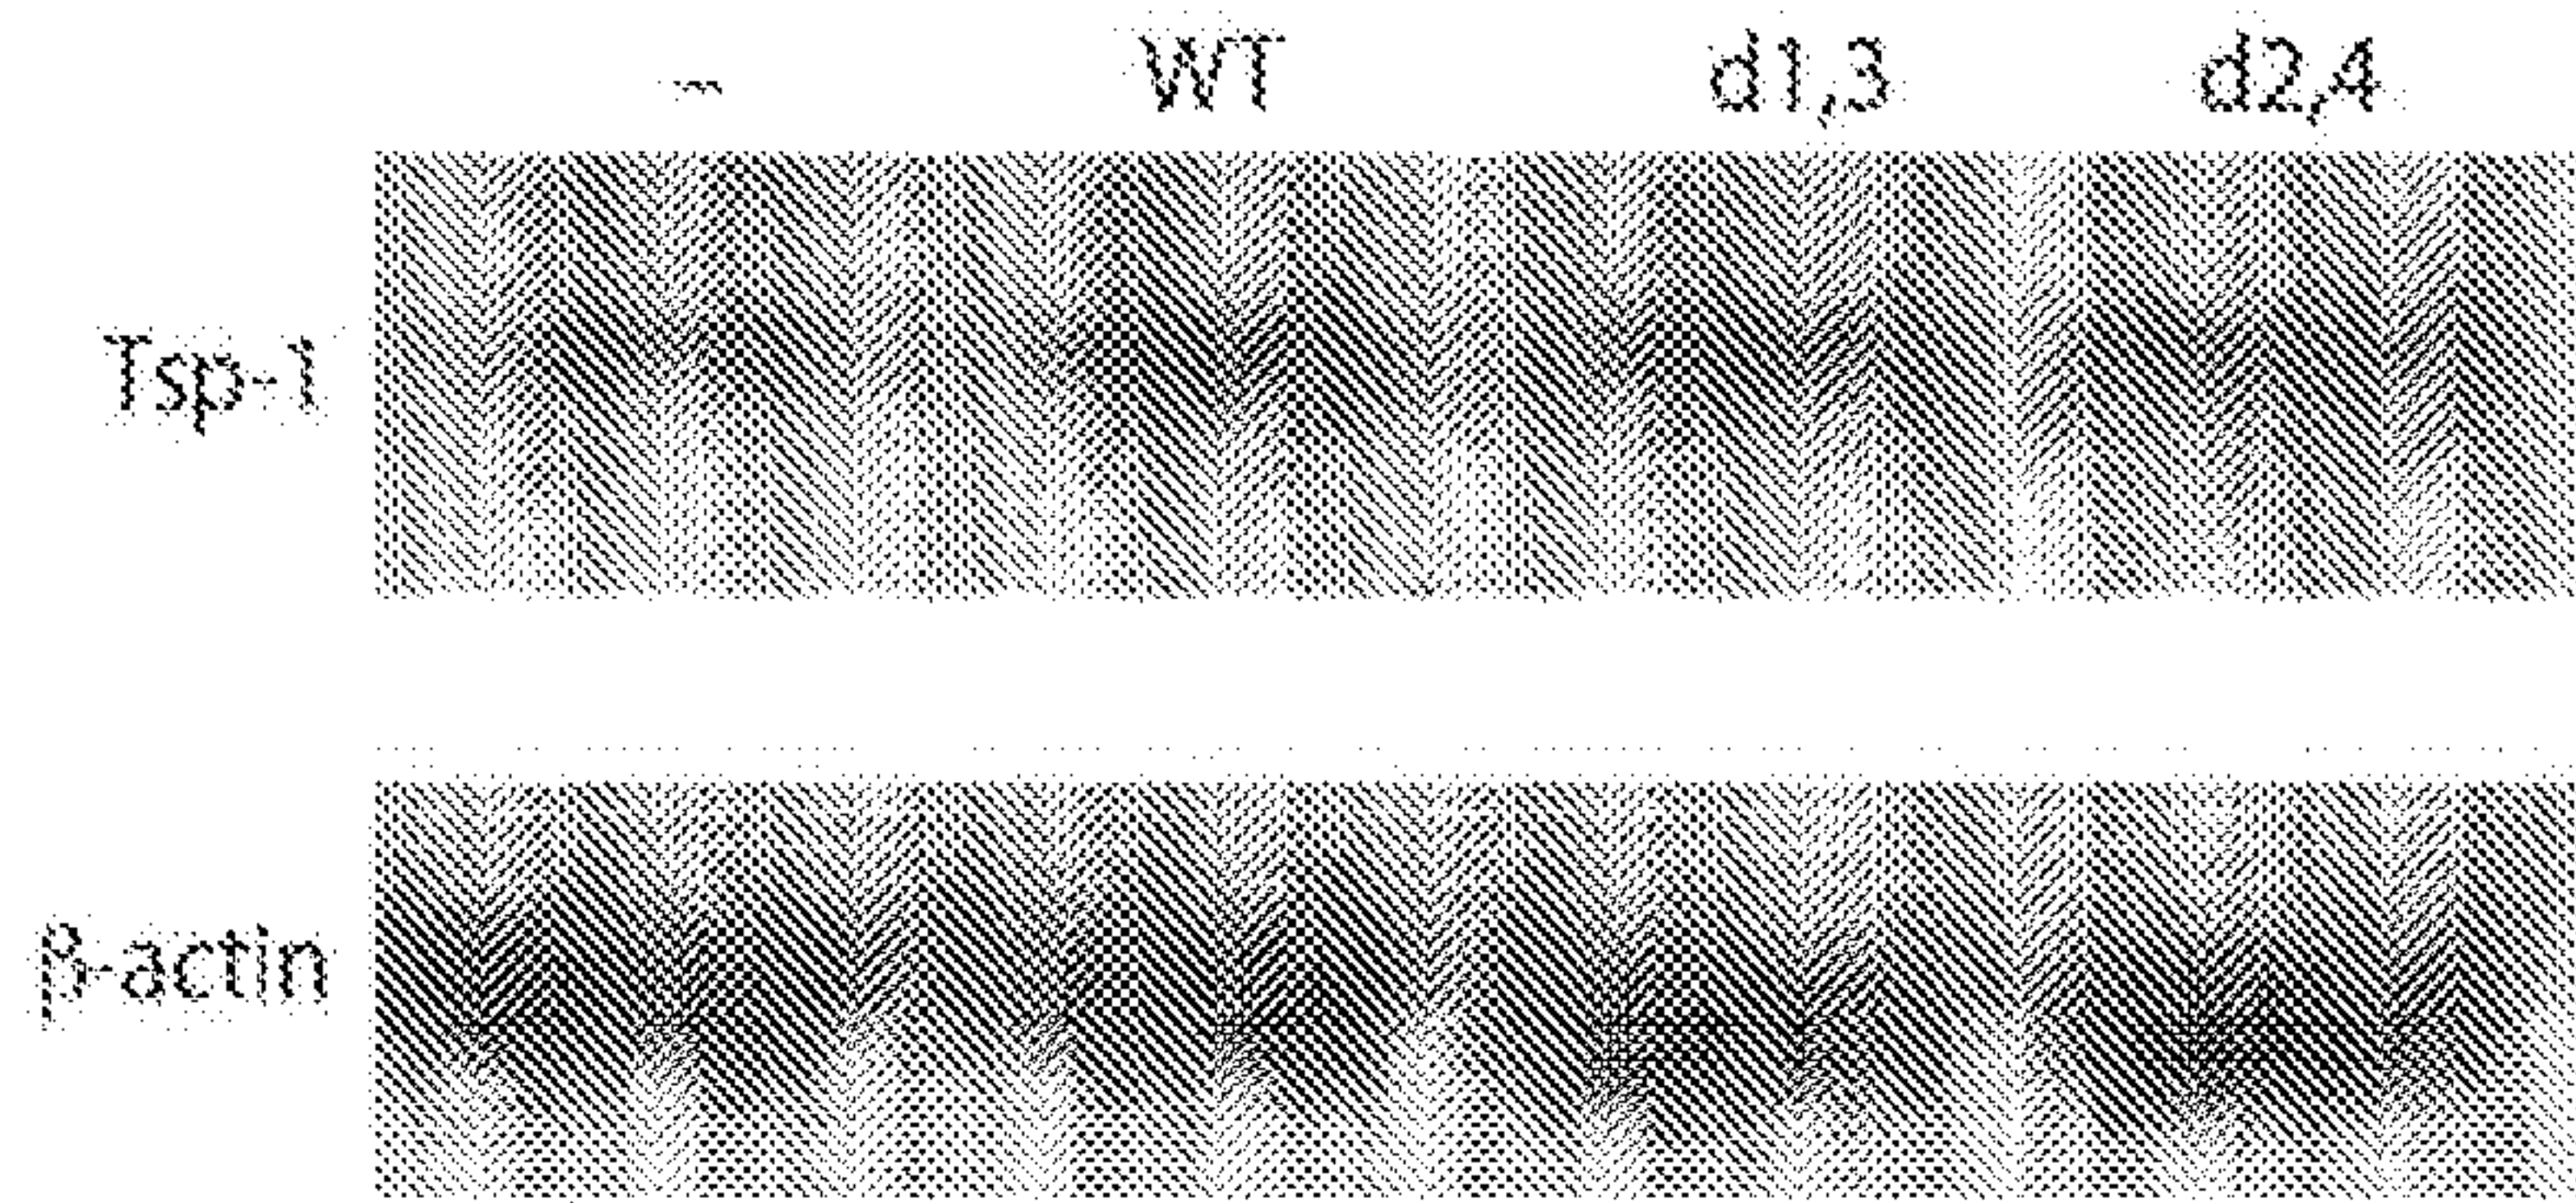 - WT d1,3 d2,4
Tsp-1
β-actin